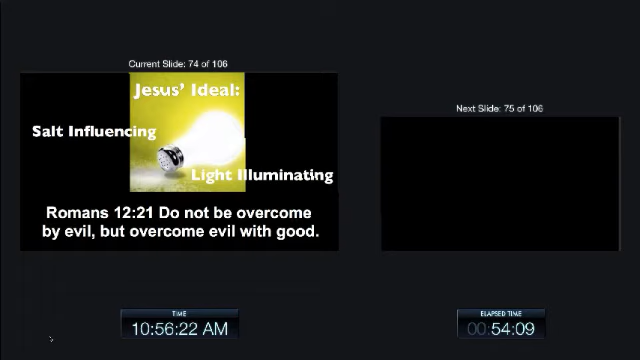 Current Slide: 74 of 106
Jesus' Ideal:
Salt Influencing
Light Illuminating
Romans 12:21 Do not be overcome
by evil, but overcome evil with good.
Next Slide: 75 of 106
TIME
10:56:22 AM
ELAPSED TIME
00:54:09